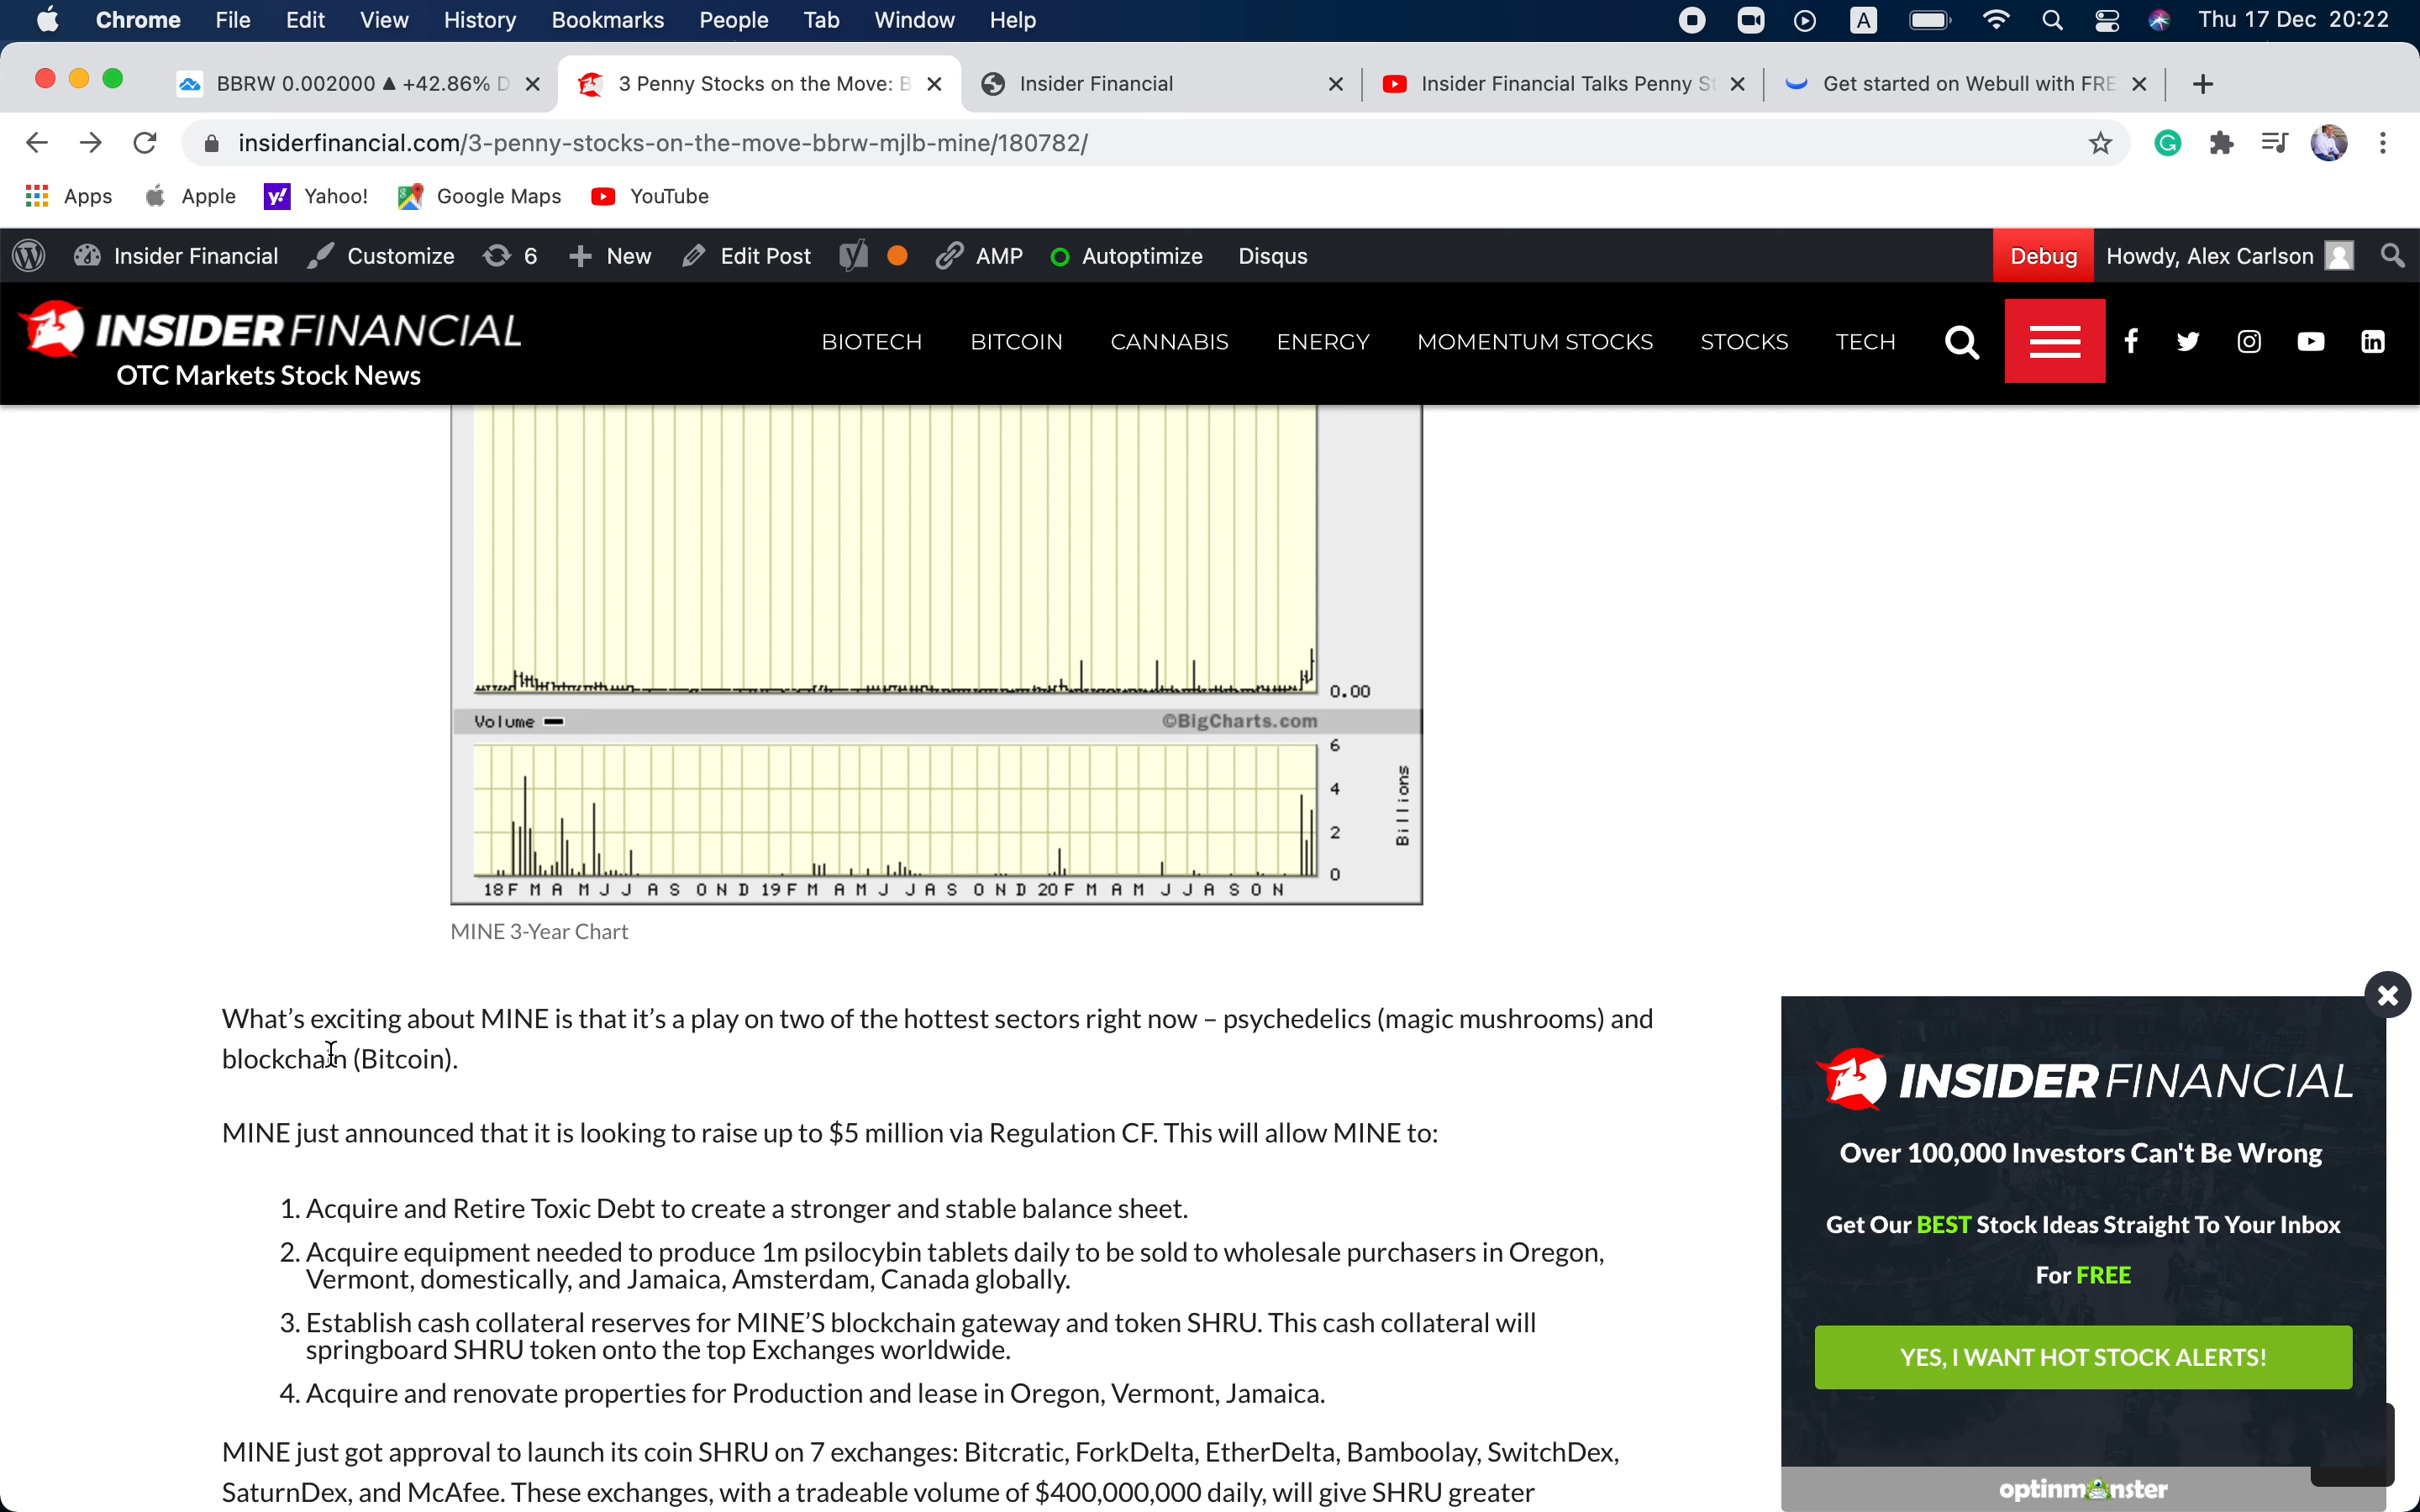 Chrome File Edit View History Bookmarks People Tab Window Help A Thu 17 Dec 20:22
BBRW 0.002000 ▲ +42.86% D 3 Penny Stocks on the Move: B Insider Financial Insider Financial Talks Penny St Get started on Webull with FRE
insiderfinancial.com/3-penny-stocks-on-the-move-bbrw-mjlb-mine/180782/
Apps Apple Yahoo! Google Maps YouTube
Insider Financial Customize 6 New Edit Post AMP Autoptimize Disqus Debug Howdy, Alex Carlson
INSIDER FINANCIAL
OTC Markets Stock News
BIOTECH BITCOIN CANNABIS ENERGY MOMENTUM STOCKS STOCKS TECH
0.00
Volume ©BigCharts.com
6
4
2
0
Billions
18 F M A M J J A S O N D 19 F M A M J J A S O N D 20 F M A M J J A S O N
MINE 3-Year Chart
What's exciting about MINE is that it's a play on two of the hottest sectors right now – psychedelics (magic mushrooms) and
blockchain (Bitcoin).
MINE just announced that it is looking to raise up to $5 million via Regulation CF. This will allow MINE to:
1. Acquire and Retire Toxic Debt to create a stronger and stable balance sheet.
2. Acquire equipment needed to produce 1m psilocybin tablets daily to be sold to wholesale purchasers in Oregon,
Vermont, domestically, and Jamaica, Amsterdam, Canada globally.
3. Establish cash collateral reserves for MINE'S blockchain gateway and token SHRU. This cash collateral will
springboard SHRU token onto the top Exchanges worldwide.
4. Acquire and renovate properties for Production and lease in Oregon, Vermont, Jamaica.
MINE just got approval to launch its coin SHRU on 7 exchanges: Bitcratic, ForkDelta, EtherDelta, Bamboolay, SwitchDex,
SaturnDex, and McAfee. These exchanges, with a tradeable volume of $400,000,000 daily, will give SHRU greater
INSIDER FINANCIAL
Over 100,000 Investors Can't Be Wrong
Get Our BEST Stock Ideas Straight To Your Inbox
For FREE
YES, I WANT HOT STOCK ALERTS!
optinmonster